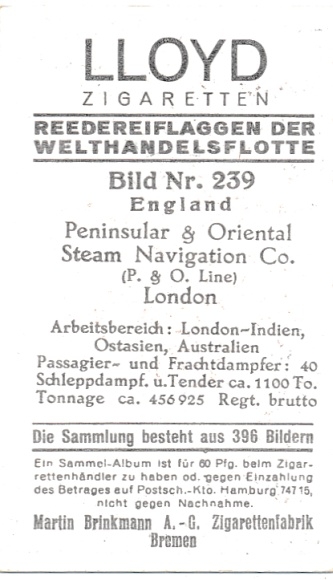 LLOYD
ZIGARETTEN
REEDEREIFLAGGEN DER
WELTHANDELSFLOTTE
Bild Nr. 239
England
Peninsular & Oriental
Steam Navigation Co.
(P. & O. Line)
London
Arbeitsbereich: London-Indien,
Ostasien, Australien
Passagier- und Frachtdampfer: 40
Schleppdampf. u. Tender ca. 1100 To.
Tonnage ca. 456925 Regt. brutto
Die Sammlung besteht aus 396 Bildern
Ein Sammel-Album ist für 60 Pfg. beim Zigar-
rettenhändler zu haben od. gegen Einzahlung
des Betrages auf Postsch.-Kto. Hamburg 74715,
nicht gegen Nachnahme.
Martin Brinkmann A.-G. Zigarettenfabrik
Bremen